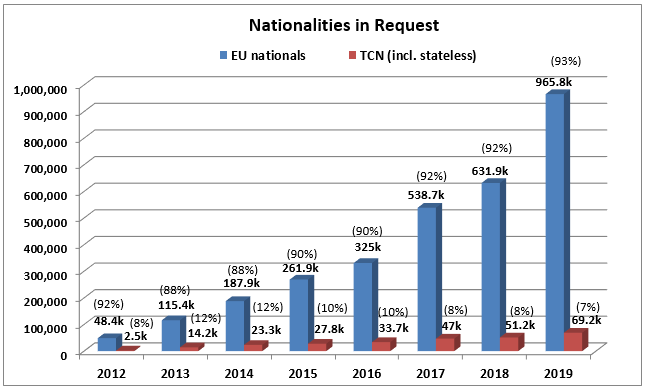 Nationalities in Request
EU nationals TCN (incl. stateless)
1,000,000
900,000
800,000
700,000
600,000
500,000
400,000
300,000
200,000
100,000
0
(92%)
48.4k
(8%)
2.5k
(88%)
115.4k
(12%)
14.2k
(88%)
187.9k
(12%)
23.3k
(90%)
261.9k
(10%)
27.8k
(90%)
325k
(10%)
33.7k
(92%)
538.7k
(8%)
47k
(92%)
631.9k
(8%)
51.2k
(93%)
965.8k
(7%)
69.2k
2012 2013 2014 2015 2016 2017 2018 2019